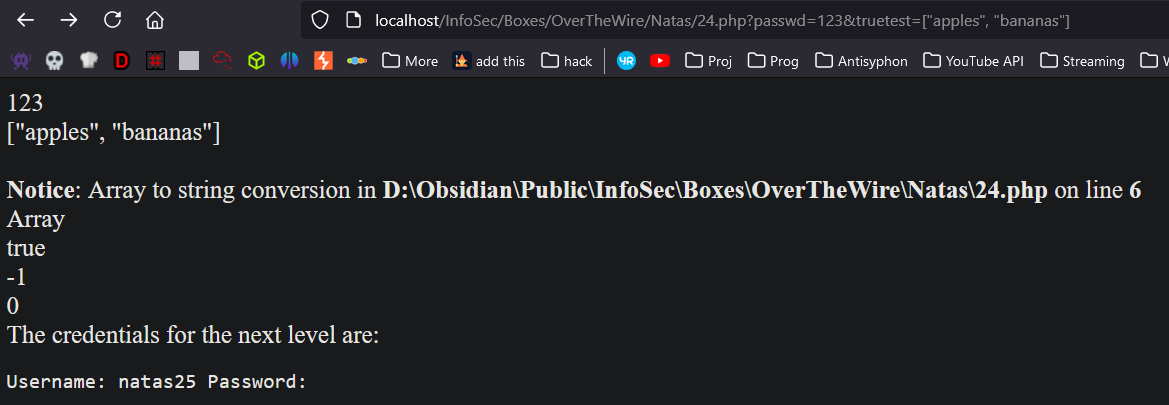 localhost/InfoSec/Boxes/OverTheWire/Natas/24.php?passwd=123&truetest=["apples", "bananas"]
More add this hack Proj Prog Antisyphon YouTube API Streaming
123
["apples", "bananas"]
Notice: Array to string conversion in D:\Obsidian\Public\InfoSec\Boxes\OverTheWire\Natas\24.php on line 6
Array
true
-1
0
The credentials for the next level are:
Username: natas25 Password: